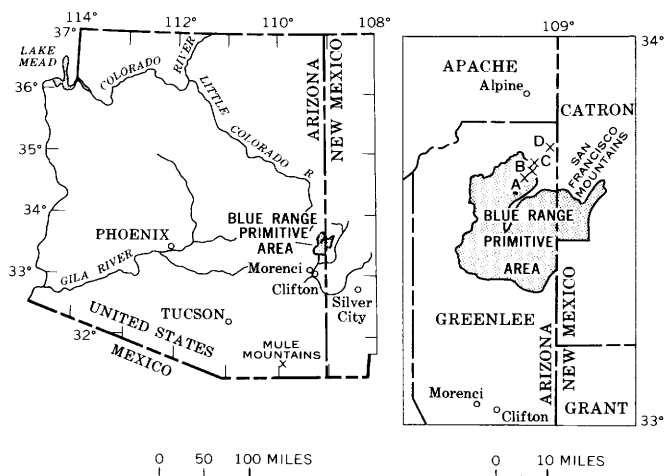 114° 112° 110° 108°
37°
36°
35°
34°
33°
32°
LAKE
MEAD
COLORADO
RIVER
LITTLE
COLORADO
R
ARIZONA
NEW MEXICO
BLUE RANGE
PRIMITIVE
AREA
PHOENIX
GILA RIVER
Morenci
Clifton
Silver
City
TUCSON
UNITED STATES
MEXICO
MULE
MOUNTAINS
0 50 100 MILES
109°
34°
33°
APACHE
Alpine
CATRON
D
C
B
A
SAN
FRANCISCO
MOUNTAINS
BLUE RANGE
PRIMITIVE
AREA
GREENLEE
ARIZONA
NEW MEXICO
Morenci
Clifton
GRANT
0 10 MILES